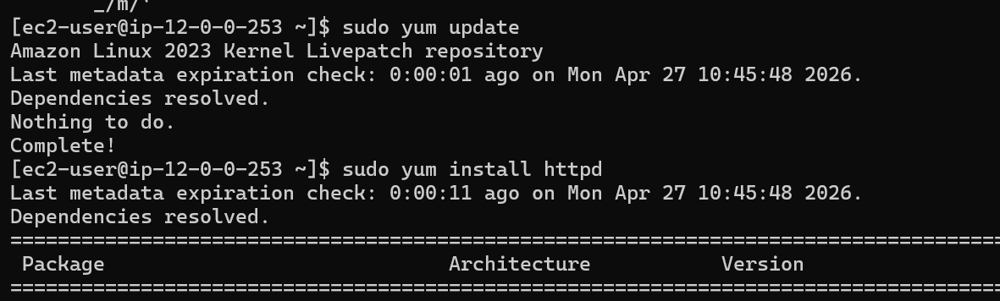 _/m/'
[ec2-user@ip-12-0-0-253 ~]$ sudo yum update
Amazon Linux 2023 Kernel Livepatch repository
Last metadata expiration check: 0:00:01 ago on Mon Apr 27 10:45:48 2026.
Dependencies resolved.
Nothing to do.
Complete!
[ec2-user@ip-12-0-0-253 ~]$ sudo yum install httpd
Last metadata expiration check: 0:00:11 ago on Mon Apr 27 10:45:48 2026.
Dependencies resolved.
====================================================================================
Package Architecture Version
====================================================================================